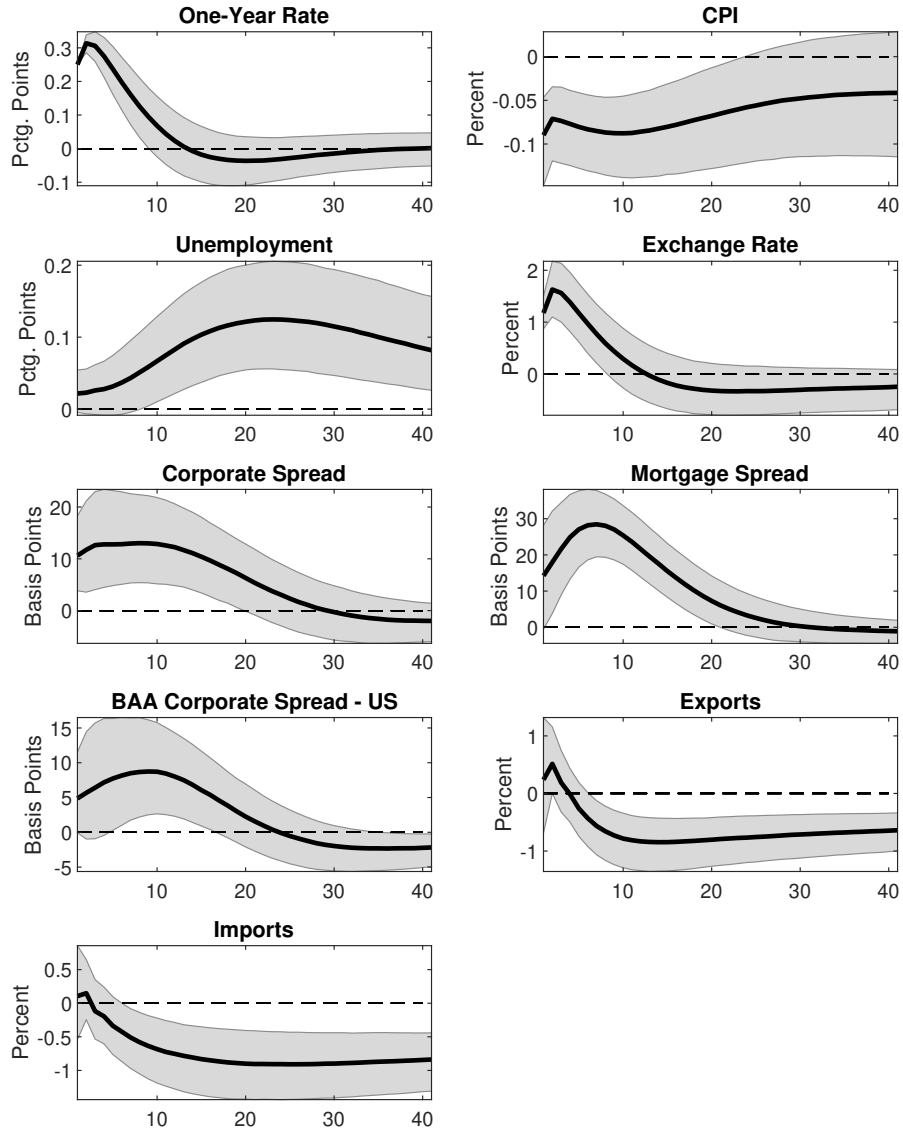 One-Year Rate
Pctg. Points
0.3
0.2
0.1
0
-0.1
10 20 30 40
CPI
Percent
0
-0.05
-0.1
10 20 30 40
Unemployment
Pctg. Points
0.2
0.1
0
10 20 30 40
Exchange Rate
Percent
2
1
0
10 20 30 40
Corporate Spread
Basis Points
20
10
0
10 20 30 40
Mortgage Spread
Basis Points
30
20
10
0
10 20 30 40
BAA Corporate Spread - US
Basis Points
15
10
5
0
-5
10 20 30 40
Exports
Percent
1
0
-1
10 20 30 40
Imports
Percent
0.5
0
-0.5
-1
10 20 30 40